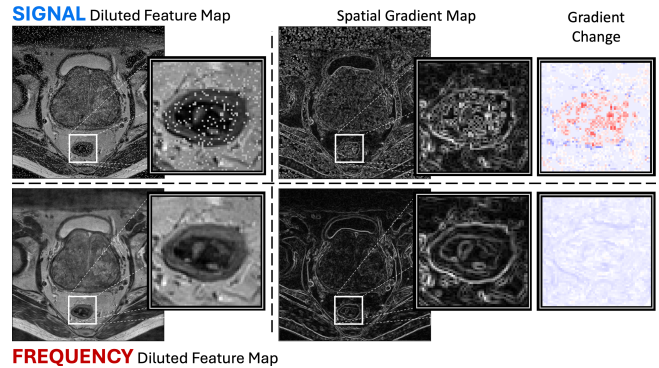 SIGNAL Diluted Feature Map
Spatial Gradient Map
Gradient
Change
FREQUENCY Diluted Feature Map